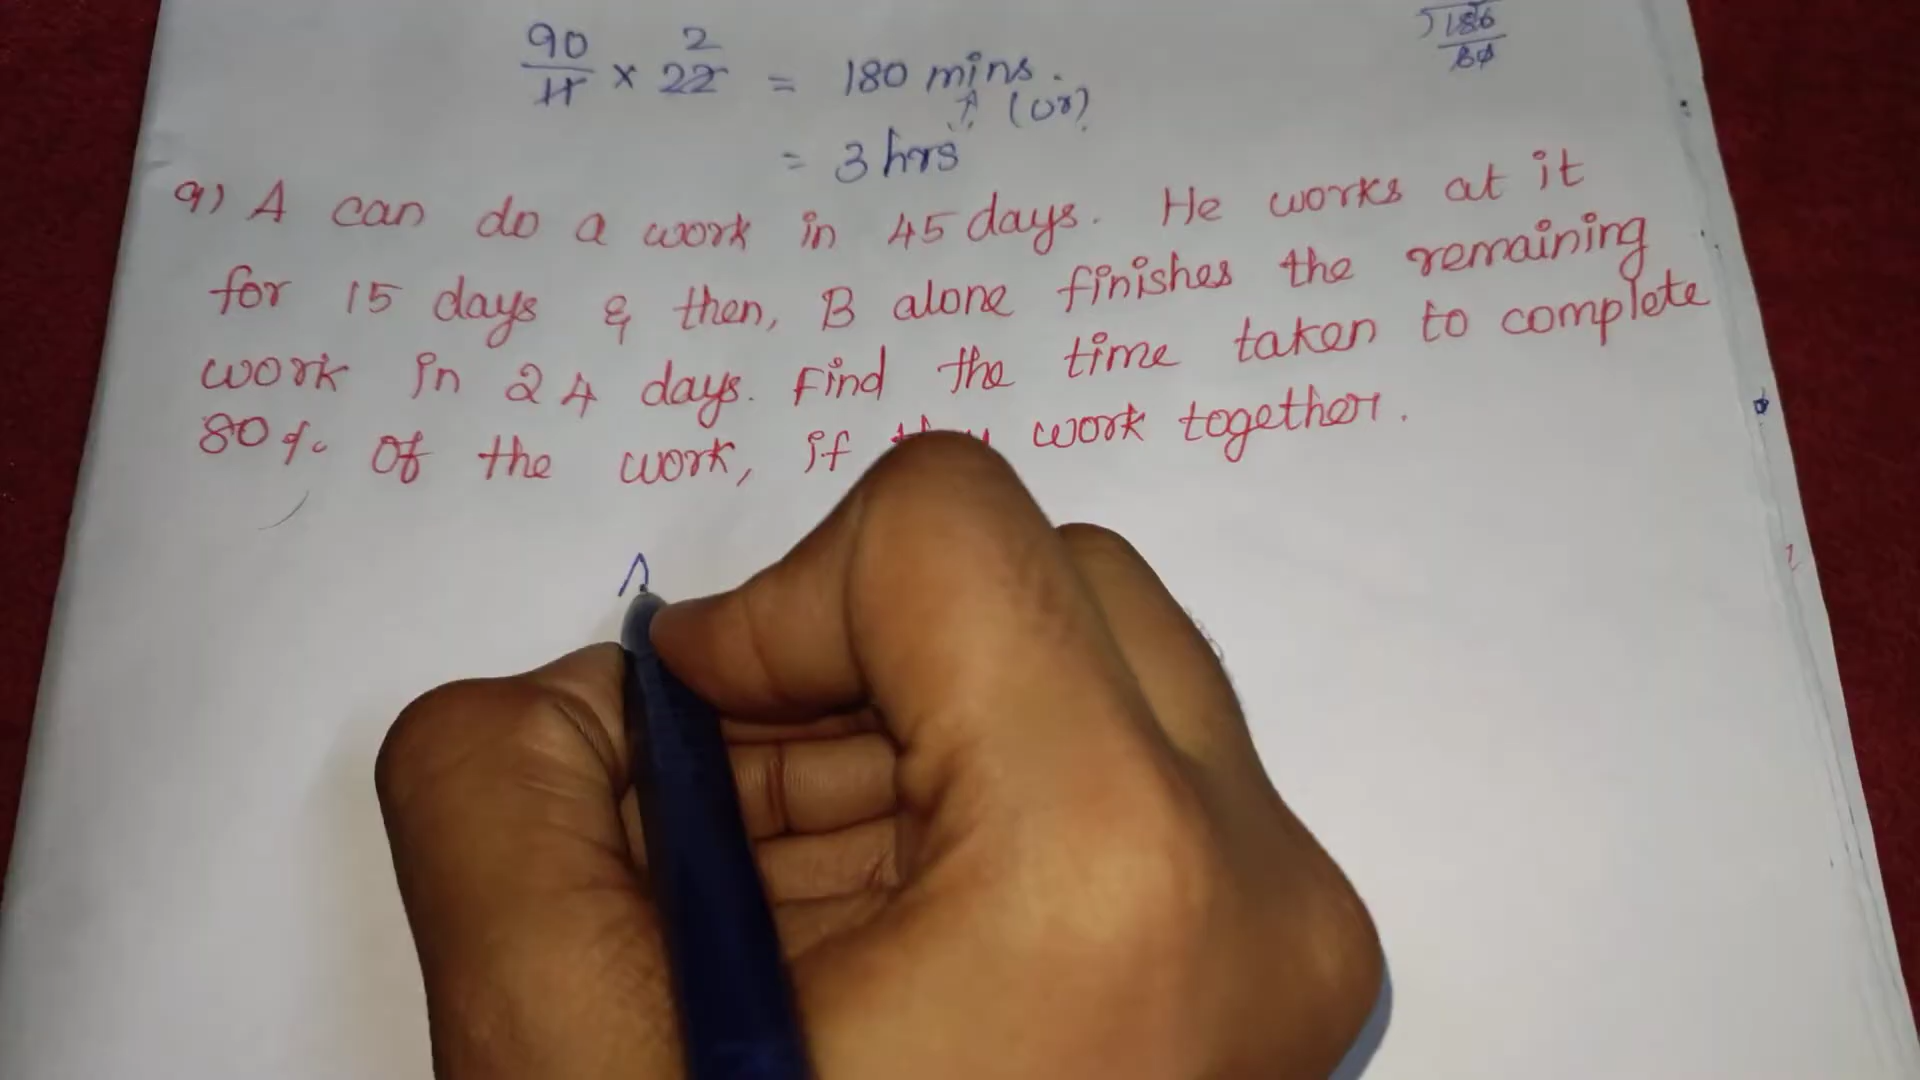 90/11 × 2/22 = 180 mins.
(or)
= 3 hrs
186
9) A can do a work in 45 days. He works at it
for 15 days & then, B alone finishes the remaining
work in 24 days. Find the time taken to complete
80% of the work, if they work together.
A